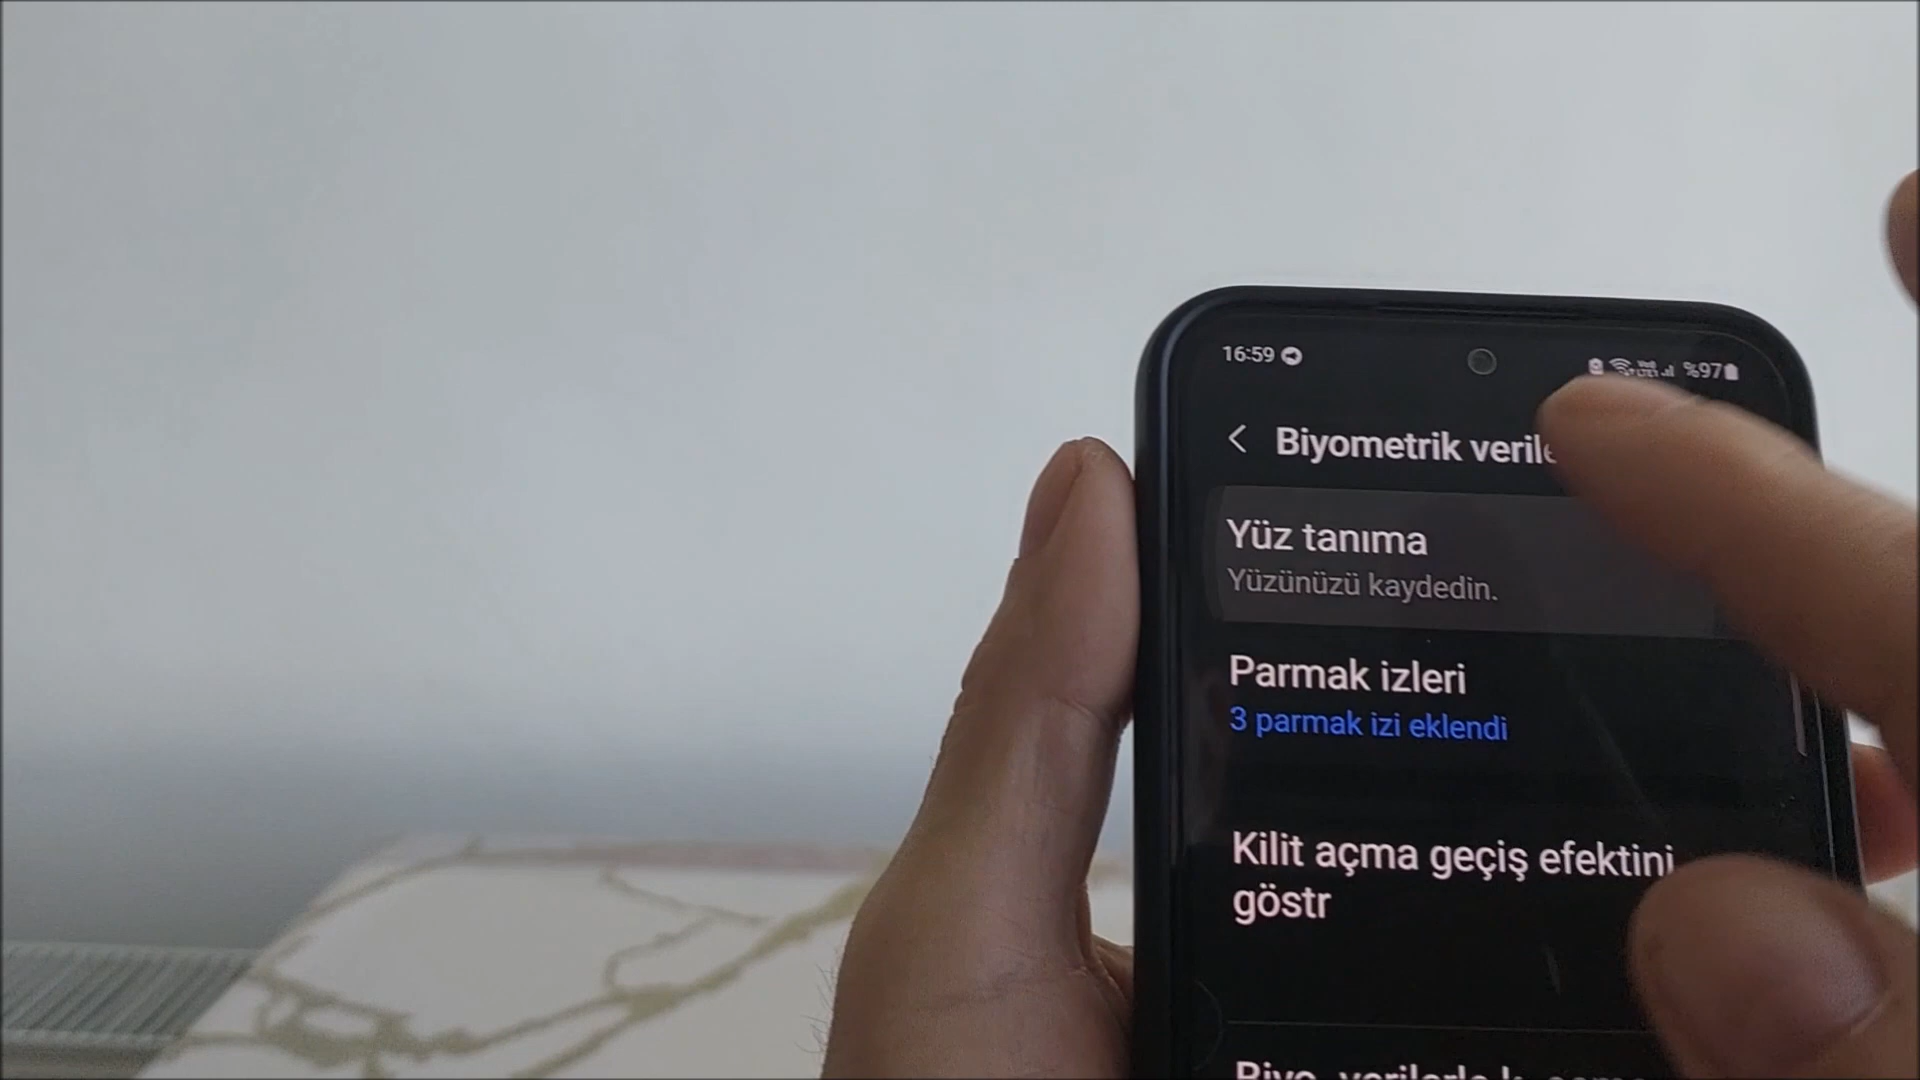 16:59
%97
Biyometrik
Yüz tanıma
Yüzünüzü kaydedin.
Parmak izleri
3 parmak izi eklendi
Kilit açma geçiş efektini
göstr